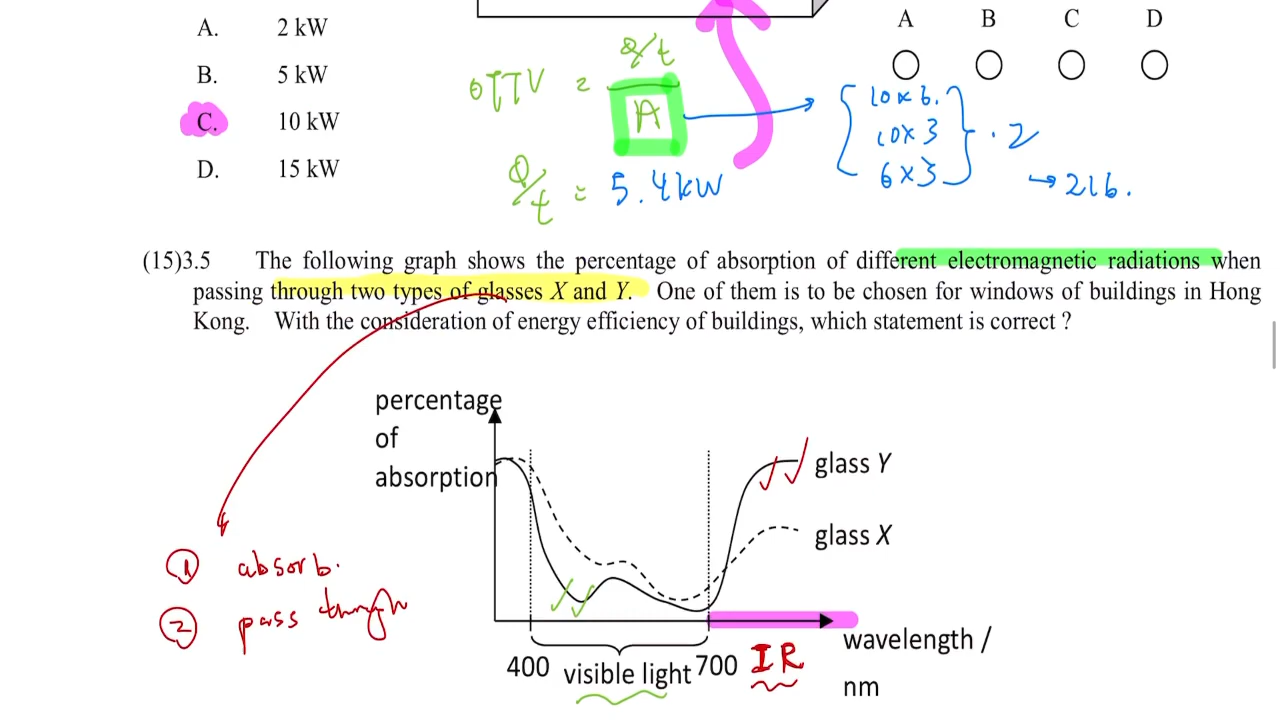 A. 2 kW
B. 5 kW
C. 10 kW
D. 15 kW
A B C D
OTTV = Q/t
A
Q/t = 5.4kW
10 x 6.
10 x 3
6 x 3
. 2
→ 216.
(15)3.5 The following graph shows the percentage of absorption of different electromagnetic radiations when
passing through two types of glasses X and Y. One of them is to be chosen for windows of buildings in Hong
Kong. With the consideration of energy efficiency of buildings, which statement is correct ?
percentage
of
absorption
glass Y
glass X
① absorb.
② pass through
400 visible light 700 IR
wavelength /
nm